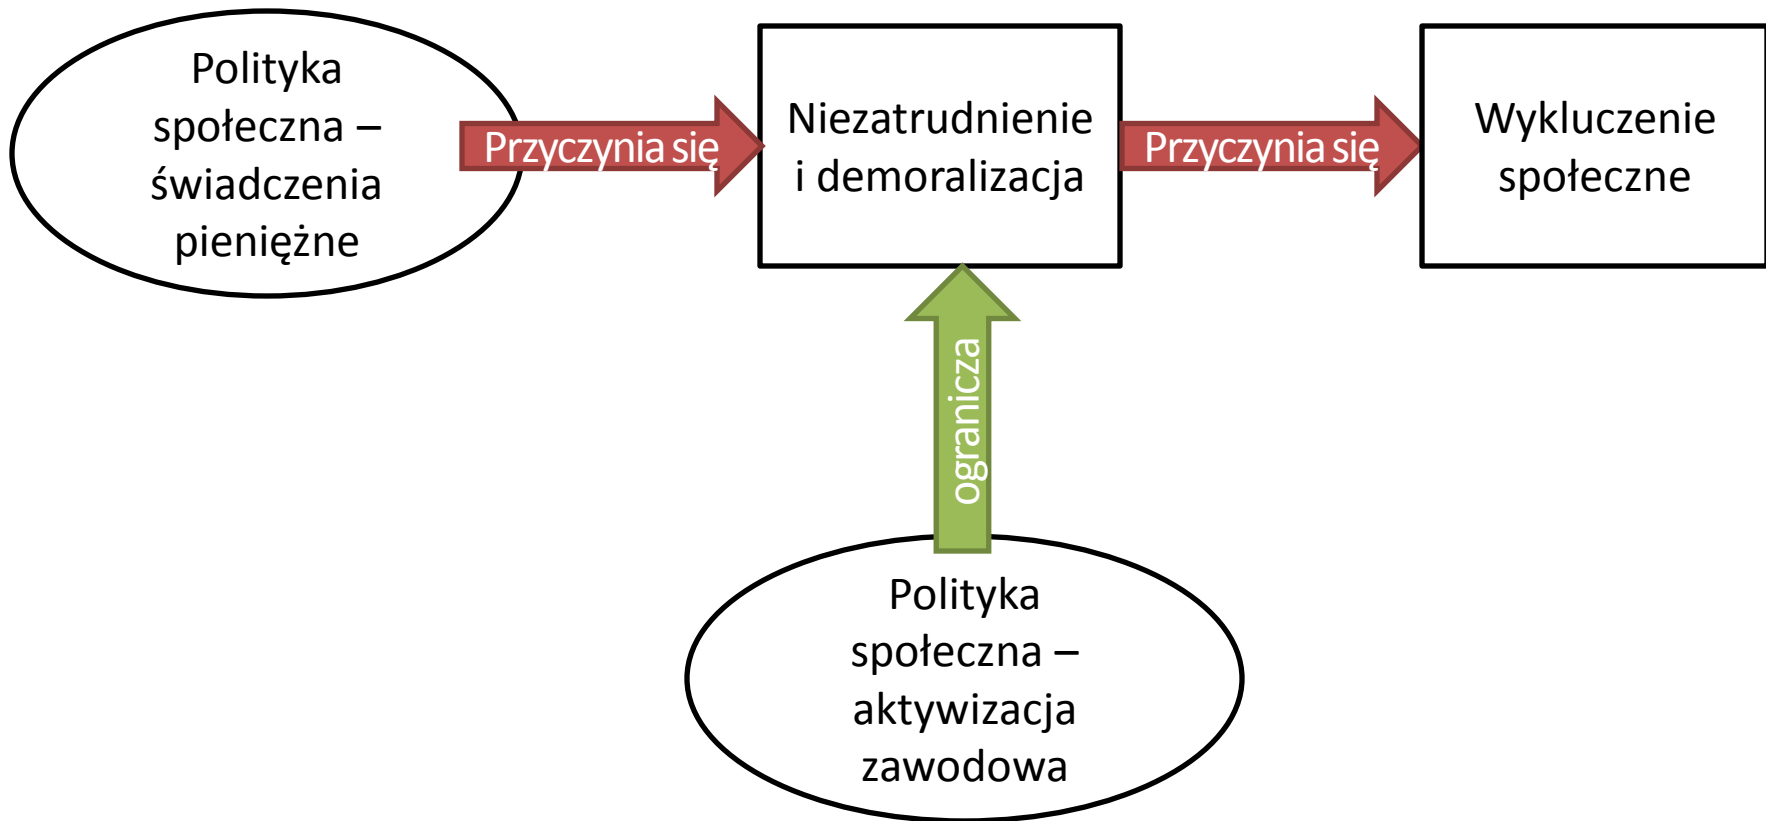 Polityka
społeczna –
świadczenia
pieniężne
Przyczynia się
Niezatrudnienie
i demoralizacja
Przyczynia się
Wykluczenie
społeczne
ogranicza
Polityka
społeczna –
aktywizacja
zawodowa